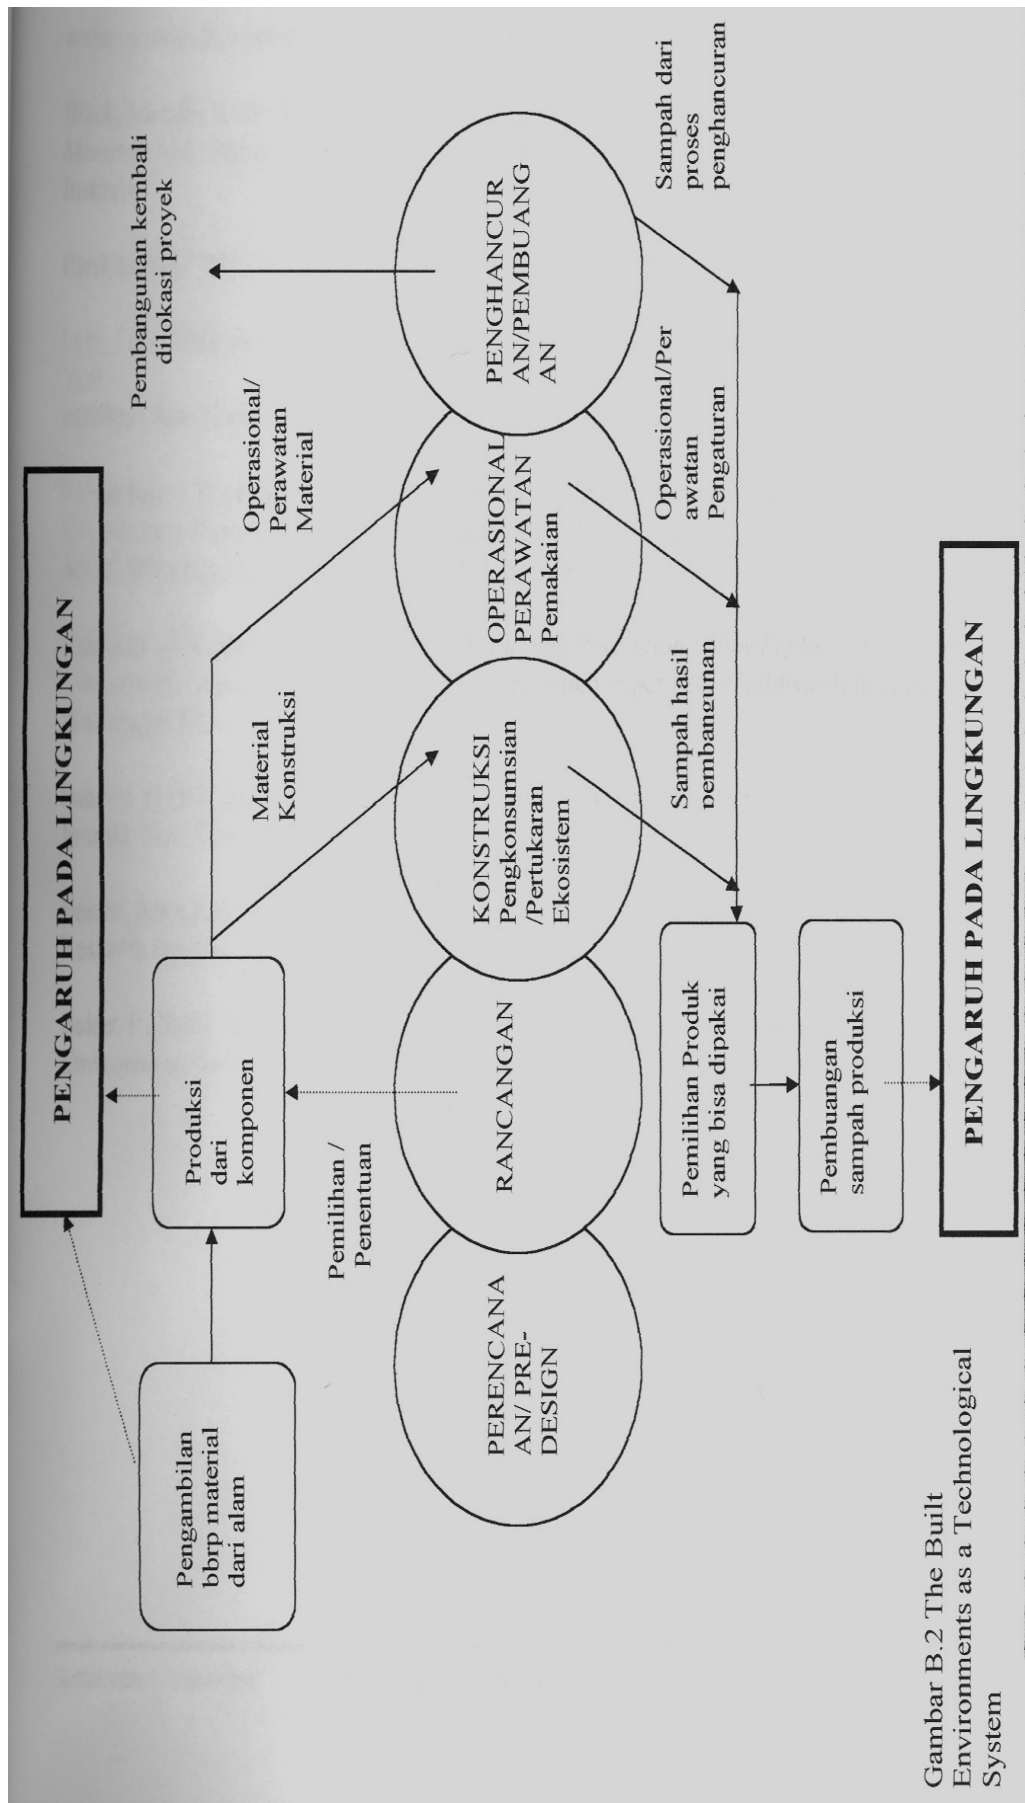 PENGARUH PADA LINGKUNGAN
Pembangunan kembali
dilokasi proyek
Pengambilan
bbrp material
dari alam
Produksi
dari
komponen
Material
Konstruksi
Operasional/
Perawatan
Material
Pemilihan /
Penentuan
PERENCANA
AN/ PRE-
DESIGN
RANCANGAN
KONSTRUKSI
Pengkonsumsian
/Pertukaran
Ekosistem
OPERASIONAL
PERAWATAN
Pemakaian
PENGHANCUR
AN/PEMBUANG
AN
Pemilihan Produk
yang bisa dipakai
Sampah hasil
pembangunan
Operasional/Per
awatan
Pengaturan
Sampah dari
proses
penghancuran
Pembuangan
sampah produksi
PENGARUH PADA LINGKUNGAN
Gambar B.2 The Built
Environments as a Technological
System